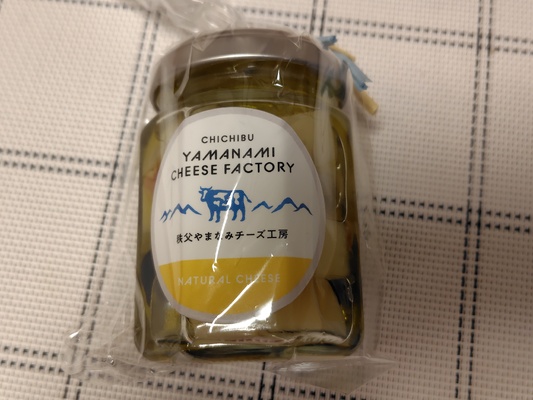 CHICHIBU
YAMANAMI
CHEESE FACTORY
秩父やまなみチーズ工房
NATURAL CHEESE